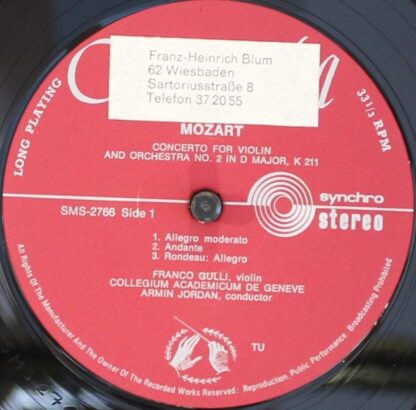 Franz-Heinrich Blum
62 Wiesbaden
Sartoriusstraße 8
Telefon 37 20 55
LONG PLAYING
33 1/3 RPM
MOZART
CONCERTO FOR VIOLIN
AND ORCHESTRA NO. 2 IN D MAJOR, K 211
synchro
stereo
SMS-2766 Side 1
1. Allegro moderato
2. Andante
3. Rondeau: Allegro
FRANCO GULLI, violin
COLLEGIUM ACADEMICUM DE GENEVE
ARMIN JORDAN, conductor
TU
All Rights Of The Manufacturer And The Owner Of The Recorded Works Reserved; Reproduction, Public Performance, Broadcasting Prohibited